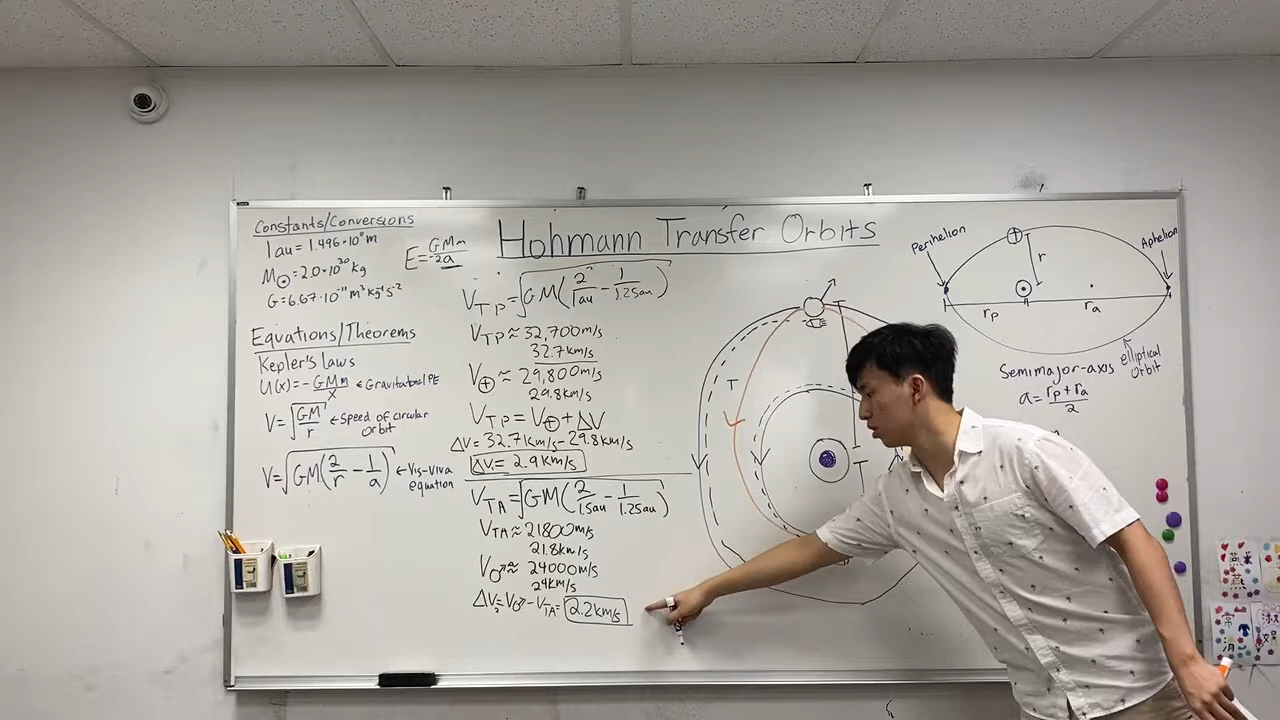 Constants/Conversions
1au = 1.496·10¹¹m
M☉ = 2.0·10³⁰ kg
G = 6.67·10⁻¹¹ m³kg⁻¹s⁻²
E = GMm/-2a
Equations/Theorems
Kepler's laws
U(x) = -GMm/x ← Gravitational PE
V = √(GM/r) ← Speed of circular
orbit
V = √(GM(2/r - 1/a)) ← Vis-viva
equation
Hohmann Transfer Orbits
V_TP = √(GM(2/1au - 1/1.25au))
V_TP ≈ 32,700m/s
32.7km/s
V⊕ ≈ 29,800m/s
29.8km/s
V_TP = V⊕ + ΔV
ΔV = 32.7km/s - 29.8km/s
ΔV = 2.9km/s
V_TA = √(GM(2/1.5au - 1/1.25au))
V_TA ≈ 21800m/s
21.8km/s
V♂ ≈ 24000m/s
24km/s
ΔV₂ = V♂ - V_TA = 2.2km/s
T
Perihelion
Aphelion
r
r_p
r_a
elliptical
orbit
Semimajor-axis
a = (r_p + r_a)/2
燕
燕
常